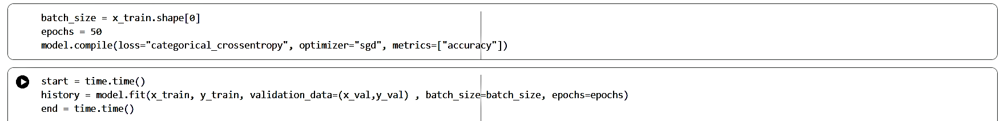 batch_size = x_train.shape[0]
epochs = 50
model.compile(loss="categorical_crossentropy", optimizer="sgd", metrics=["accuracy"])
start = time.time()
history = model.fit(x_train, y_train, validation_data=(x_val,y_val) , batch_size=batch_size, epochs=epochs)
end = time.time()